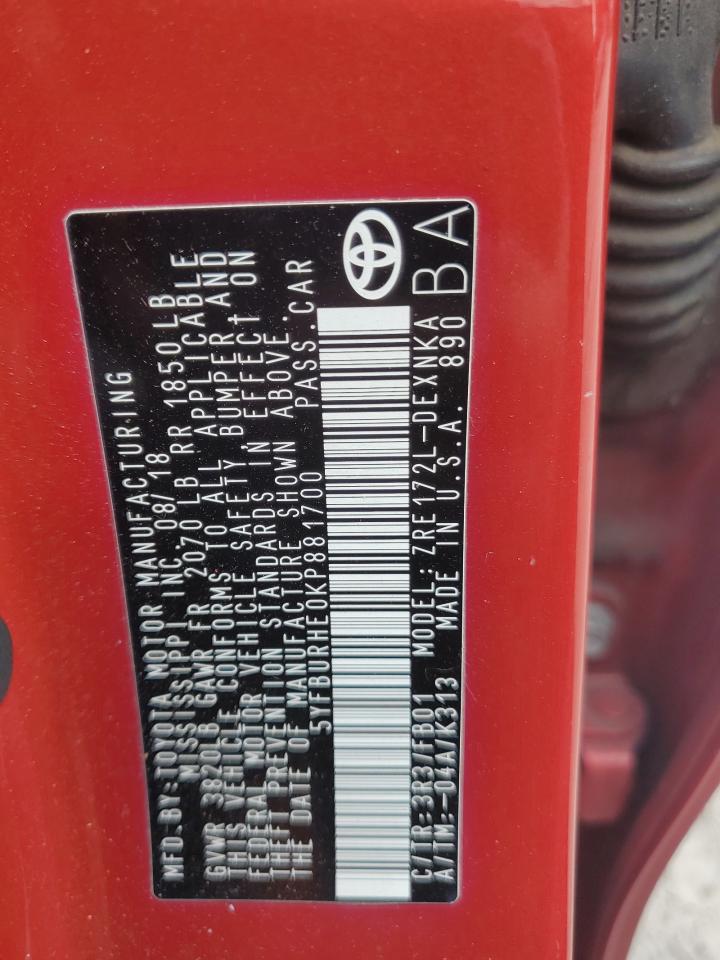 MFD.BY:TOYOTA MOTOR MANUFACTURING
MISSISSIPPI INC. 08/18
GVWR 3820LB GAWR FR 2070LB RR 1850LB
THIS VEHICLE CONFORMS TO ALL APPLICABLE
FEDERAL MOTOR VEHICLE SAFETY,BUMPER,AND
THEFT PREVENTION STANDARDS IN EFFECT ON
THE DATE OF MANUFACTURE SHOWN ABOVE.
5YFBURHE0KP881700 PASS.CAR
C/TR:3R3/FB01 MODEL:ZRE172L-DEXNKA
A/TM:-04A/K313 MADE IN U.S.A. 890
BA